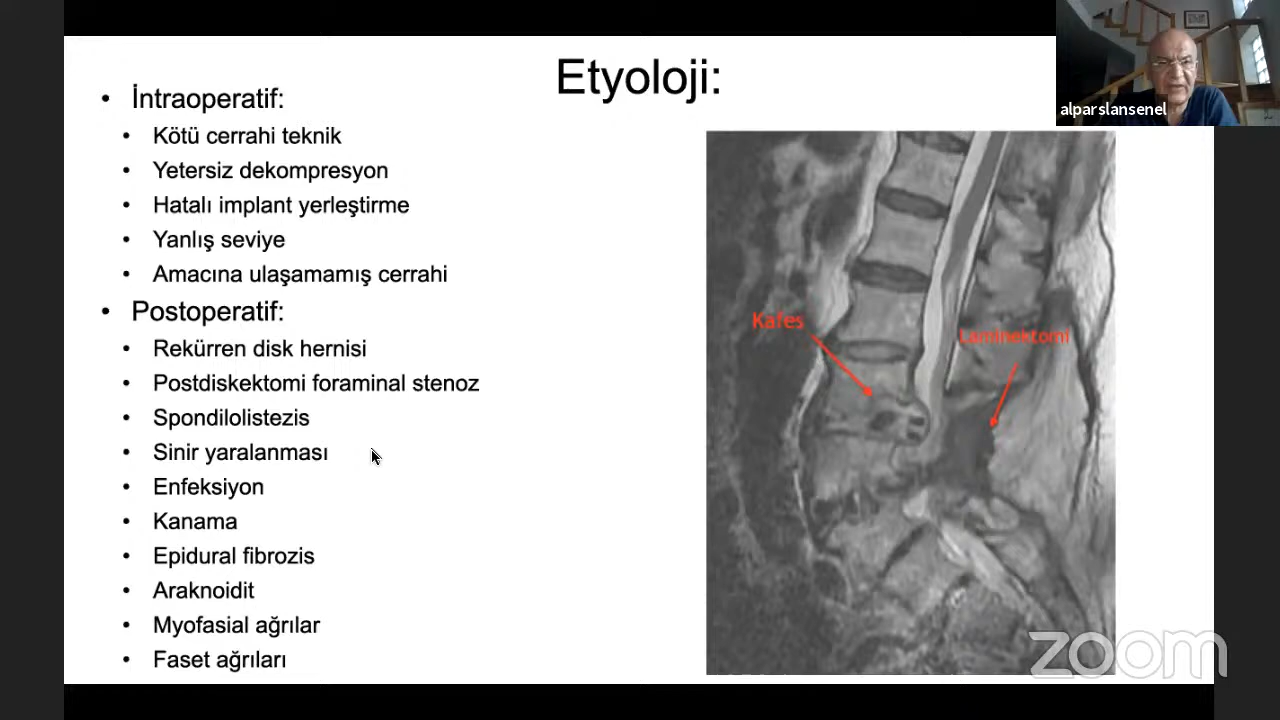 Etyoloji:
• İntraoperatif:
• Kötü cerrahi teknik
• Yetersiz dekompresyon
• Hatalı implant yerleştirme
• Yanlış seviye
• Amacına ulaşamamış cerrahi
• Postoperatif:
• Rekürren disk hernisi
• Postdiskektomi foraminal stenoz
• Spondilolistezis
• Sinir yaralanması
• Enfeksiyon
• Kanama
• Epidural fibrozis
• Araknoidit
• Myofasial ağrılar
• Faset ağrıları
Kafes
Laminektomi
alparslansenel
zoom